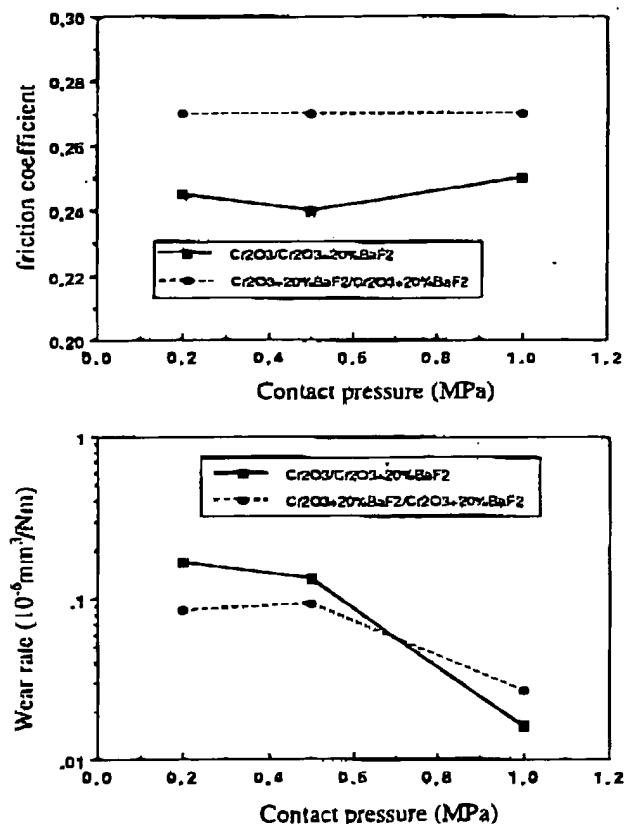 0.30
0.28
0.26
0.24
0.22
0.20
friction coefficient
Cr2O3/Cr2O3-20%BaF2
Cr2O3-20%BaF2/Cr2O3+20%BaF2
0.0 0.2 0.4 0.6 0.8 1.0 1.2
Contact pressure (MPa)
1
.1
.01
Wear rate (10⁻⁶mm³/Nm)
Cr2O3/Cr2O3-20%BaF2
Cr2O3+20%BaF2/Cr2O3+20%BaF2
0.0 0.2 0.4 0.6 0.8 1.0 1.2
Contact pressure (MPa)